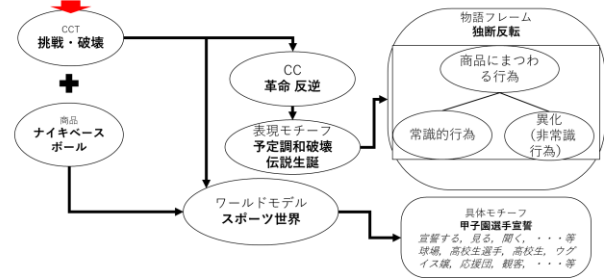 CCT
挑戦・破壊
商品
ナイキベース
ボール
CC
革命 反逆
表現モチーフ
予定調和破壊
伝説生誕
ワールドモデル
スポーツ世界
物語フレーム
独断反転
商品にまつわ
る行為
常識的行為
異化
（非常識
行為）
具体モチーフ
甲子園選手宣誓
宣誓する，見る，聞く，・・・等
球場，高校生選手，高校生，ウグ
イス嬢，応援団，観客，・・・等